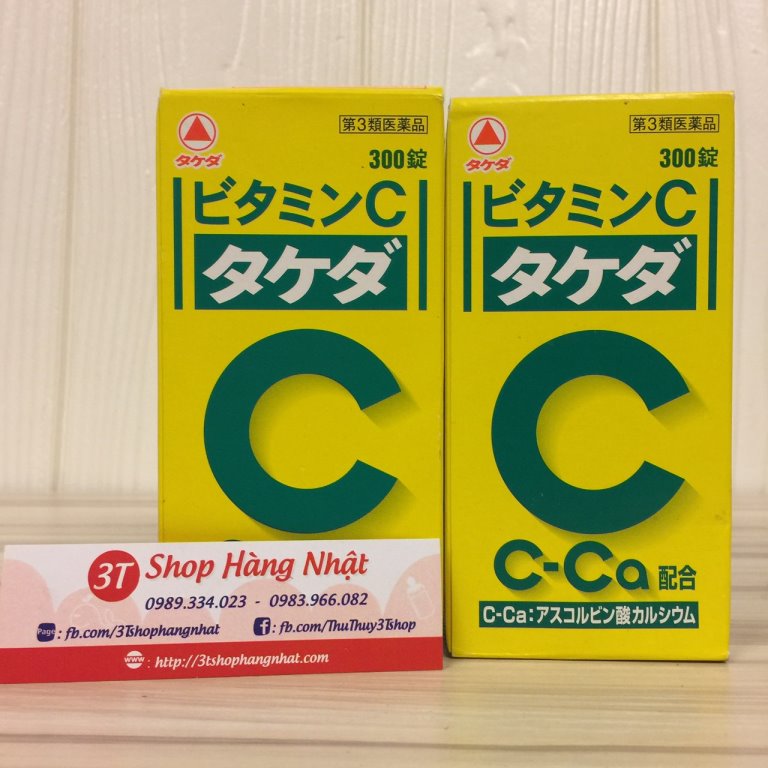 第3類医薬品
タケダ
300錠
ビタミンC
タケダ
C
第3類医薬品
タケダ
300錠
ビタミンC
タケダ
C
C-Ca配合
C-Ca:アスコルビン酸カルシウム
3T Shop Hàng Nhật
0989.334.023 - 0983.966.082
Page : fb.com/3Tshophangnhat f : fb.com/ThuThuy3Tshop
www : http://3tshophangnhat.com